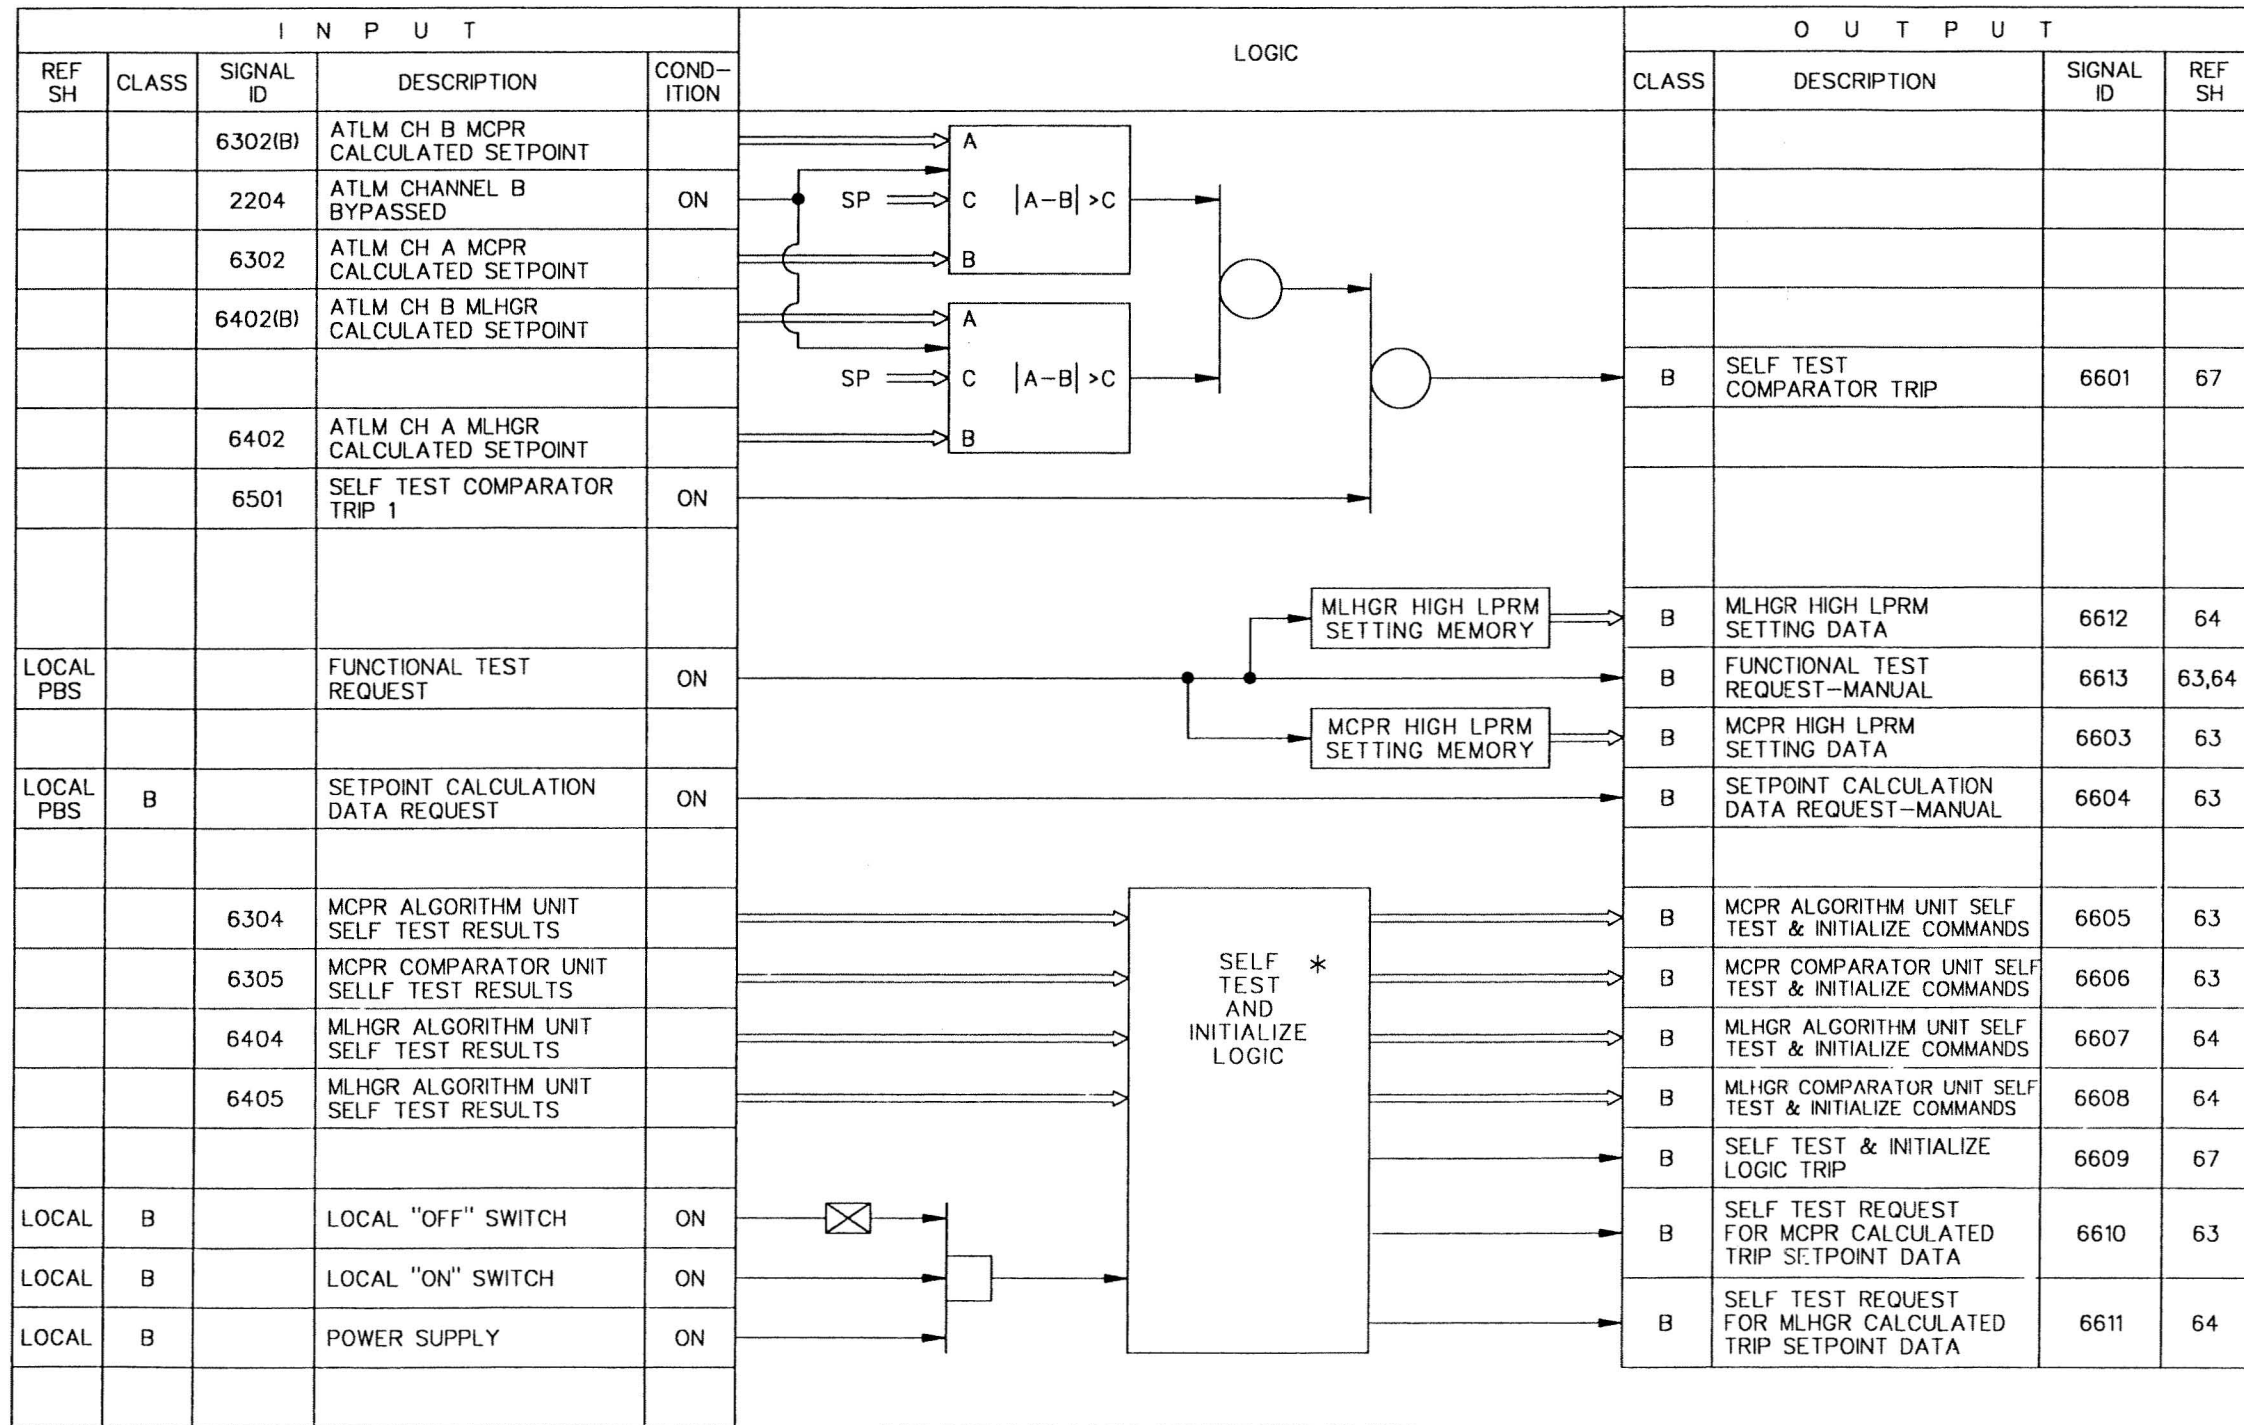 I N P U T
LOGIC
O U T P U T
REF SH
CLASS
SIGNAL ID
DESCRIPTION
COND-ITION
CLASS
DESCRIPTION
SIGNAL ID
REF SH
6302(B)
ATLM CH B MCPR
CALCULATED SETPOINT
2204
ATLM CHANNEL B
BYPASSED
ON
6302
ATLM CH A MCPR
CALCULATED SETPOINT
6402(B)
ATLM CH B MLHGR
CALCULATED SETPOINT
6402
ATLM CH A MLHGR
CALCULATED SETPOINT
6501
SELF TEST COMPARATOR
TRIP 1
ON
A
SP
C |A-B| >C
B
A
SP
C |A-B| >C
B
B
SELF TEST
COMPARATOR TRIP
6601
67
MLHGR HIGH LPRM
SETTING MEMORY
B
MLHGR HIGH LPRM
SETTING DATA
6612
64
LOCAL
PBS
FUNCTIONAL TEST
REQUEST
ON
B
FUNCTIONAL TEST
REQUEST-MANUAL
6613
63,64
MCPR HIGH LPRM
SETTING MEMORY
B
MCPR HIGH LPRM
SETTING DATA
6603
63
LOCAL
PBS
B
SETPOINT CALCULATION
DATA REQUEST
ON
B
SETPOINT CALCULATION
DATA REQUEST-MANUAL
6604
63
6304
MCPR ALGORITHM UNIT
SELF TEST RESULTS
6305
MCPR COMPARATOR UNIT
SELLF TEST RESULTS
6404
MLHGR ALGORITHM UNIT
SELF TEST RESULTS
6405
MLHGR ALGORITHM UNIT
SELF TEST RESULTS
SELF *
TEST
AND
INITIALIZE
LOGIC
B
MCPR ALGORITHM UNIT SELF
TEST & INITIALIZE COMMANDS
6605
63
B
MCPR COMPARATOR UNIT SELF
TEST & INITIALIZE COMMANDS
6606
63
B
MLHGR ALGORITHM UNIT SELF
TEST & INITIALIZE COMMANDS
6607
64
B
MLHGR COMPARATOR UNIT SELF
TEST & INITIALIZE COMMANDS
6608
64
B
SELF TEST & INITIALIZE
LOGIC TRIP
6609
67
LOCAL
B
LOCAL "OFF" SWITCH
ON
B
SELF TEST REQUEST
FOR MCPR CALCULATED
TRIP SETPOINT DATA
6610
63
LOCAL
B
LOCAL "ON" SWITCH
ON
LOCAL
B
POWER SUPPLY
ON
B
SELF TEST REQUEST
FOR MLHGR CALCULATED
TRIP SETPOINT DATA
6611
64